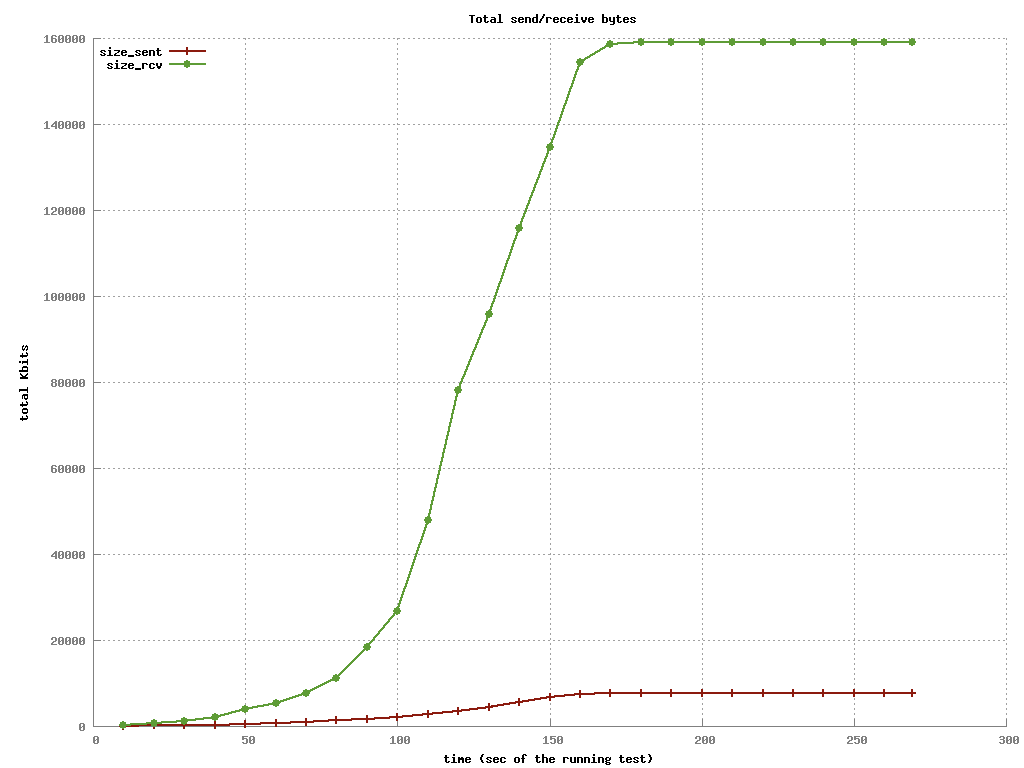 Total send/receive bytes
size_sent
size_rcv
160000
140000
120000
100000
80000
60000
40000
20000
0
total Kbits
0 50 100 150 200 250 300
time (sec of the running test)